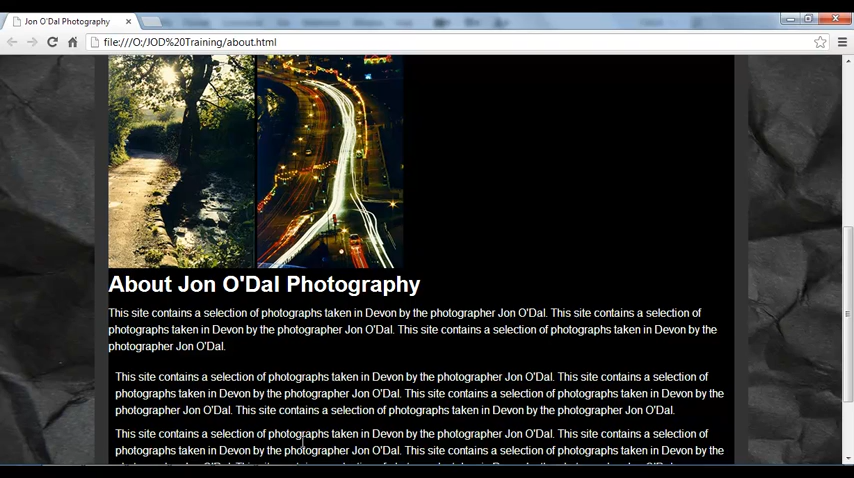 Jon O'Dal Photography
file:///O:/JOD%20Training/about.html
About Jon O'Dal Photography
This site contains a selection of photographs taken in Devon by the photographer Jon O'Dal. This site contains a selection of
photographs taken in Devon by the photographer Jon O'Dal. This site contains a selection of photographs taken in Devon by the
photographer Jon O'Dal.
This site contains a selection of photographs taken in Devon by the photographer Jon O'Dal. This site contains a selection of
photographs taken in Devon by the photographer Jon O'Dal. This site contains a selection of photographs taken in Devon by the
photographer Jon O'Dal. This site contains a selection of photographs taken in Devon by the photographer Jon O'Dal.
This site contains a selection of photographs taken in Devon by the photographer Jon O'Dal. This site contains a selection of
photographs taken in Devon by the photographer Jon O'Dal. This site contains a selection of photographs taken in Devon by the